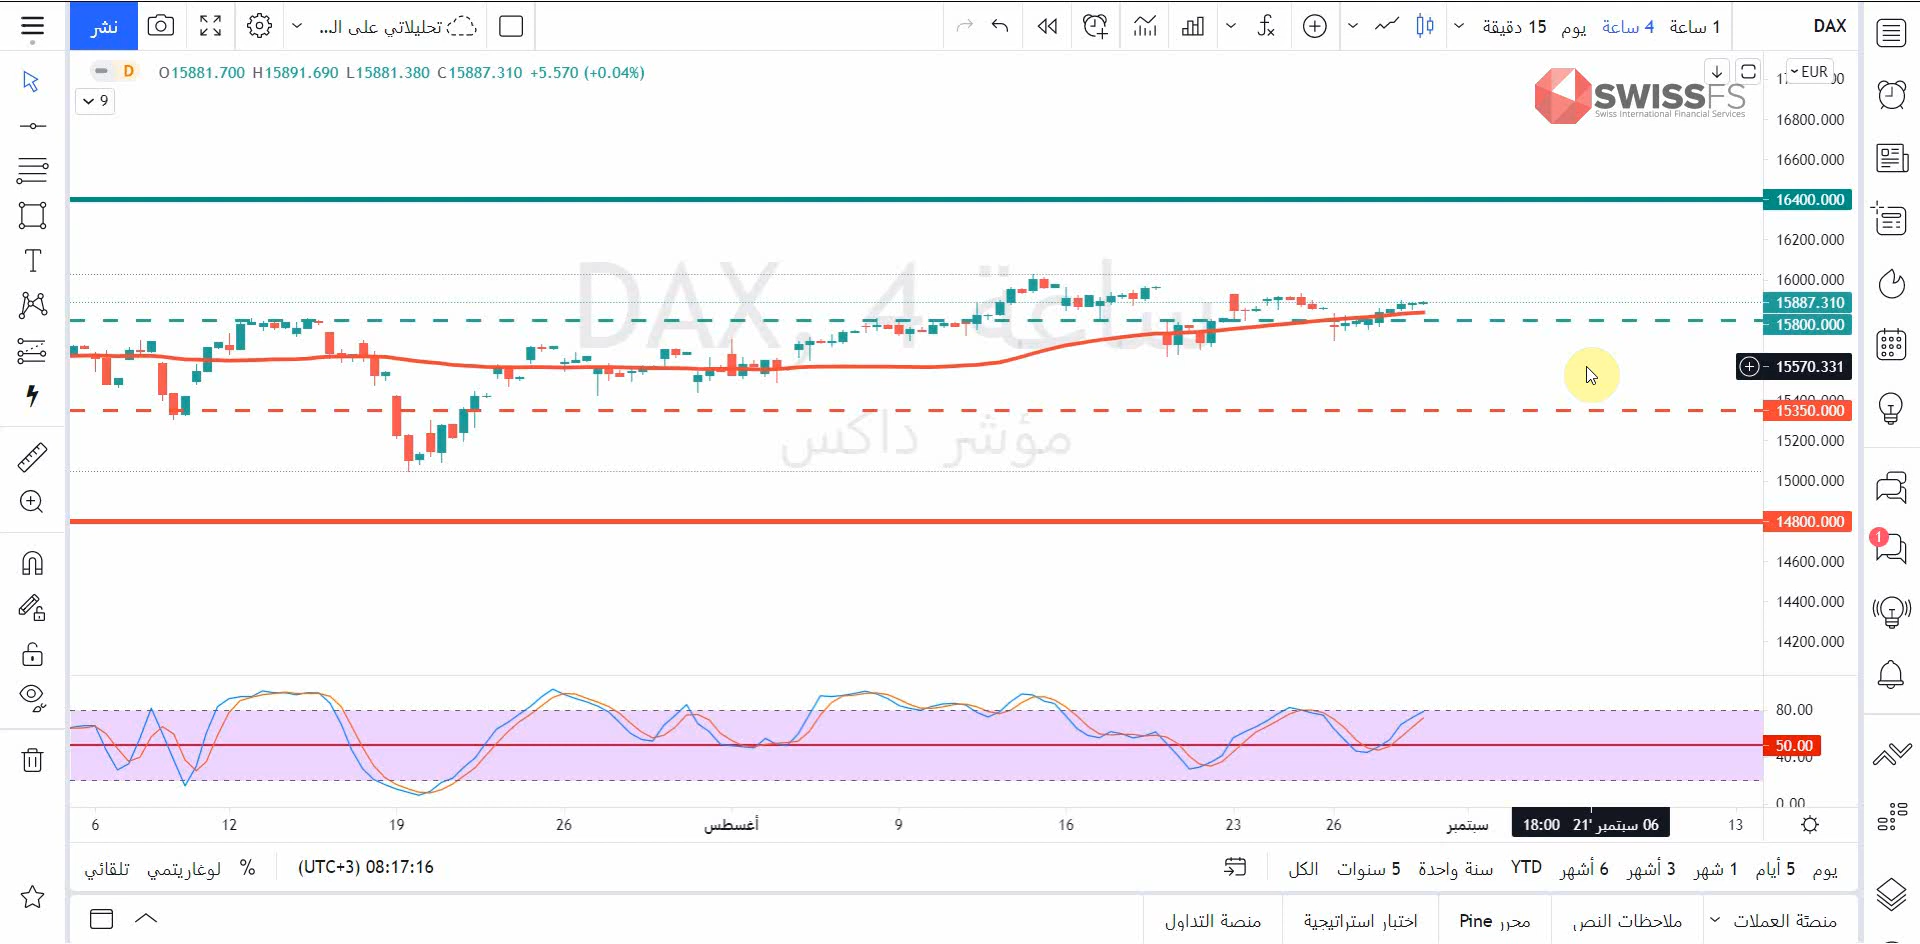 نشر
تحليلاتي على الـ...
1 ساعة
4 ساعة
يوم
15 دقيقة
DAX
D
O15881.700 H15891.690 L15881.380 C15887.310 +5.570 (+0.04%)
9
EUR
SWISSFS
Swiss International Financial Services
16800.000
16600.000
16400.000
16200.000
16000.000
15887.310
15800.000
15570.331
15400.000
15350.000
15200.000
15000.000
14800.000
14600.000
14400.000
14200.000
DAX, 4 ساعة
مؤشر داكس
1
80.00
50.00
40.00
0.00
6
12
19
26
أغسطس
9
16
23
26
سبتمبر
06 سبتمبر '21 18:00
13
تلقائي
لوغاريتمي
%
08:17:16 (UTC+3)
الكل
5 سنوات
سنة واحدة
YTD
6 أشهر
3 أشهر
1 شهر
5 أيام
يوم
منصة التداول
اختبار استراتيجية
محرر Pine
ملاحظات النص
منصئة العملات